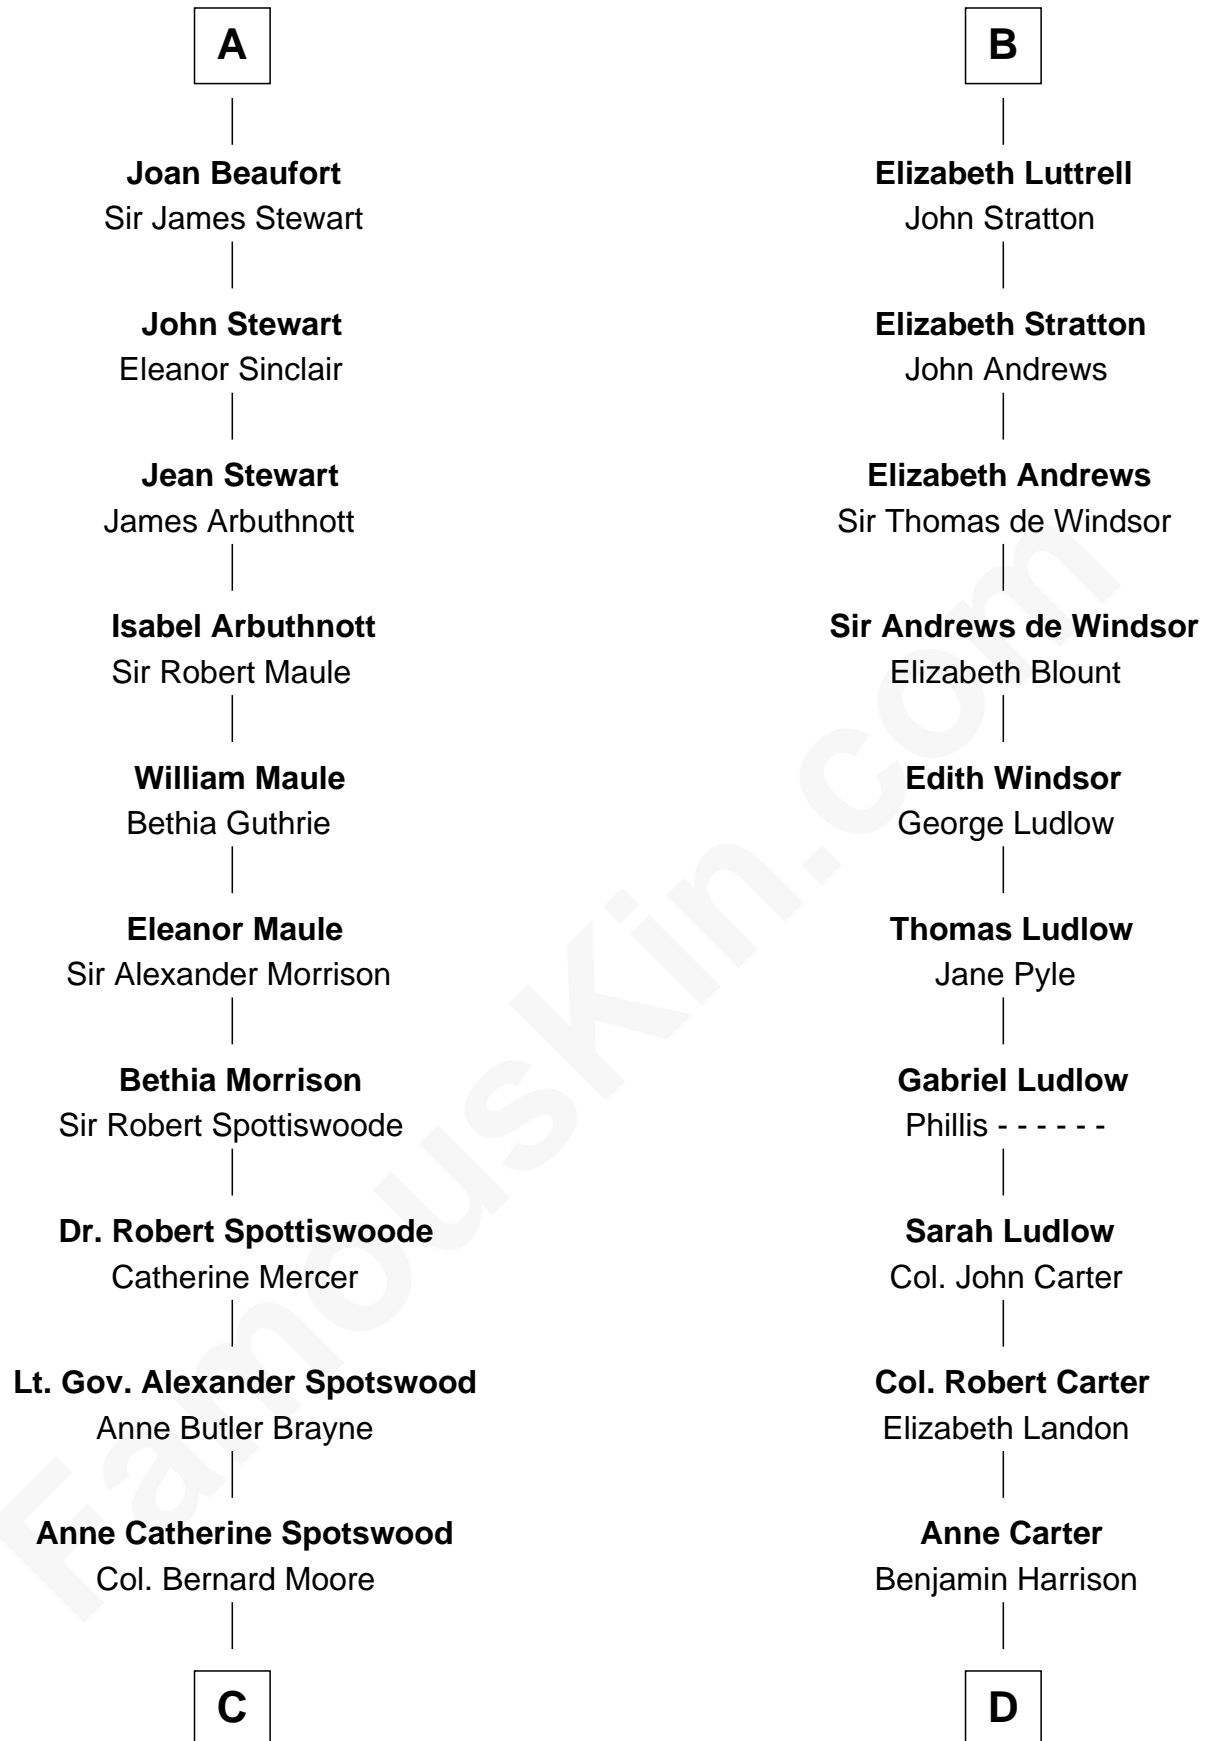 A
Joan Beaufort
Sir James Stewart
John Stewart
Eleanor Sinclair
Jean Stewart
James Arbuthnott
Isabel Arbuthnott
Sir Robert Maule
William Maule
Bethia Guthrie
Eleanor Maule
Sir Alexander Morrison
Bethia Morrison
Sir Robert Spottiswoode
Dr. Robert Spottiswoode
Catherine Mercer
Lt. Gov. Alexander Spotswood
Anne Butler Brayne
Anne Catherine Spotswood
Col. Bernard Moore
C
B
Elizabeth Luttrell
John Stratton
Elizabeth Stratton
John Andrews
Elizabeth Andrews
Sir Thomas de Windsor
Sir Andrews de Windsor
Elizabeth Blount
Edith Windsor
George Ludlow
Thomas Ludlow
Jane Pyle
Gabriel Ludlow
Phillis - - - - - -
Sarah Ludlow
Col. John Carter
Col. Robert Carter
Elizabeth Landon
Anne Carter
Benjamin Harrison
D
FamousKin.com